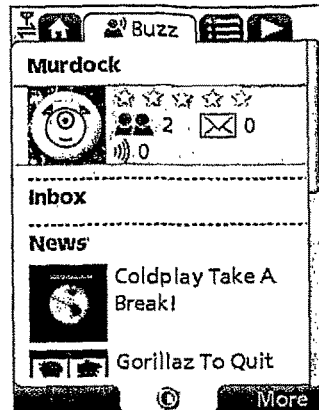 Buzz
Murdock
2 0
0
Inbox
News
Coldplay Take A
Break!
Gorillaz To Quit
More